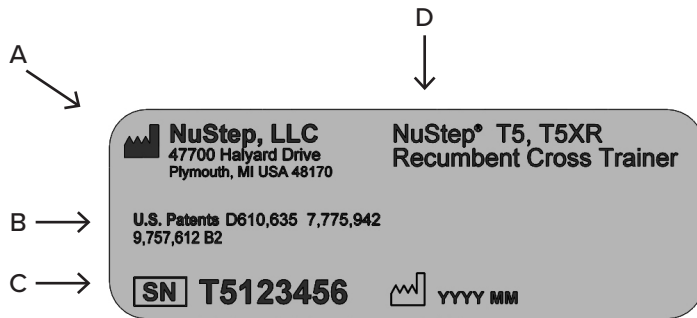 D
A
NuStep, LLC
47700 Halyard Drive
Plymouth, MI USA 48170
NuStep® T5, T5XR
Recumbent Cross Trainer
B
U.S. Patents D610,635 7,775,942
9,757,612 B2
C
SN T5123456
YYYY MM